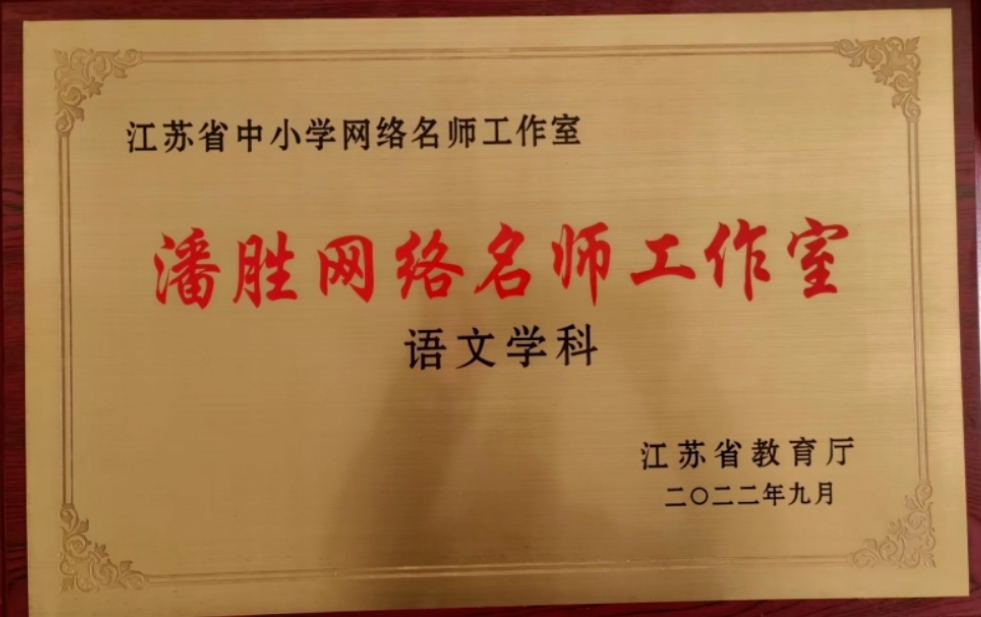 江苏省中小学网络名师工作室
潘胜网络名师工作室
语文学科
江苏省教育厅
二〇二二年九月